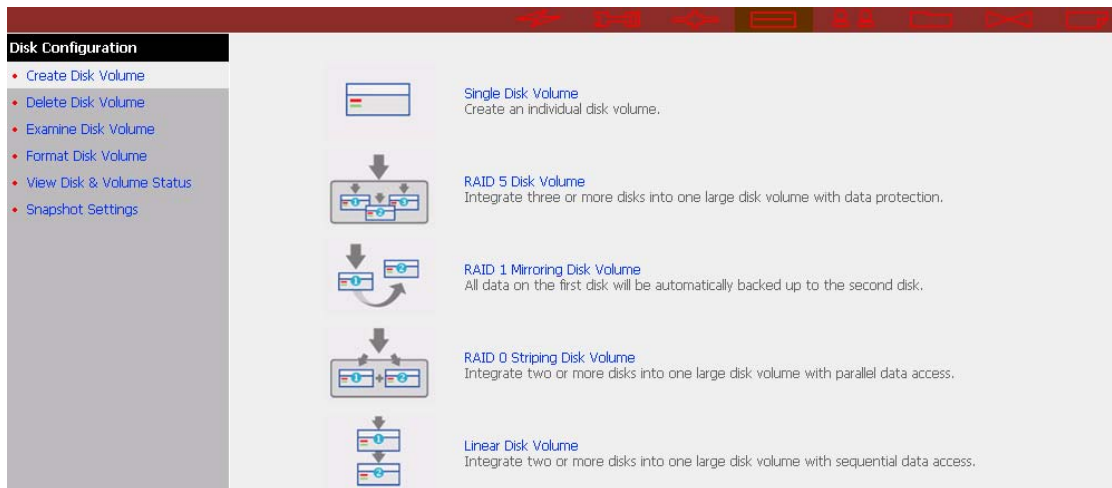 Disk Configuration
• Create Disk Volume
• Delete Disk Volume
• Examine Disk Volume
• Format Disk Volume
• View Disk & Volume Status
• Snapshot Settings
Single Disk Volume
Create an individual disk volume.
RAID 5 Disk Volume
Integrate three or more disks into one large disk volume with data protection.
RAID 1 Mirroring Disk Volume
All data on the first disk will be automatically backed up to the second disk.
RAID 0 Striping Disk Volume
Integrate two or more disks into one large disk volume with parallel data access.
Linear Disk Volume
Integrate two or more disks into one large disk volume with sequential data access.